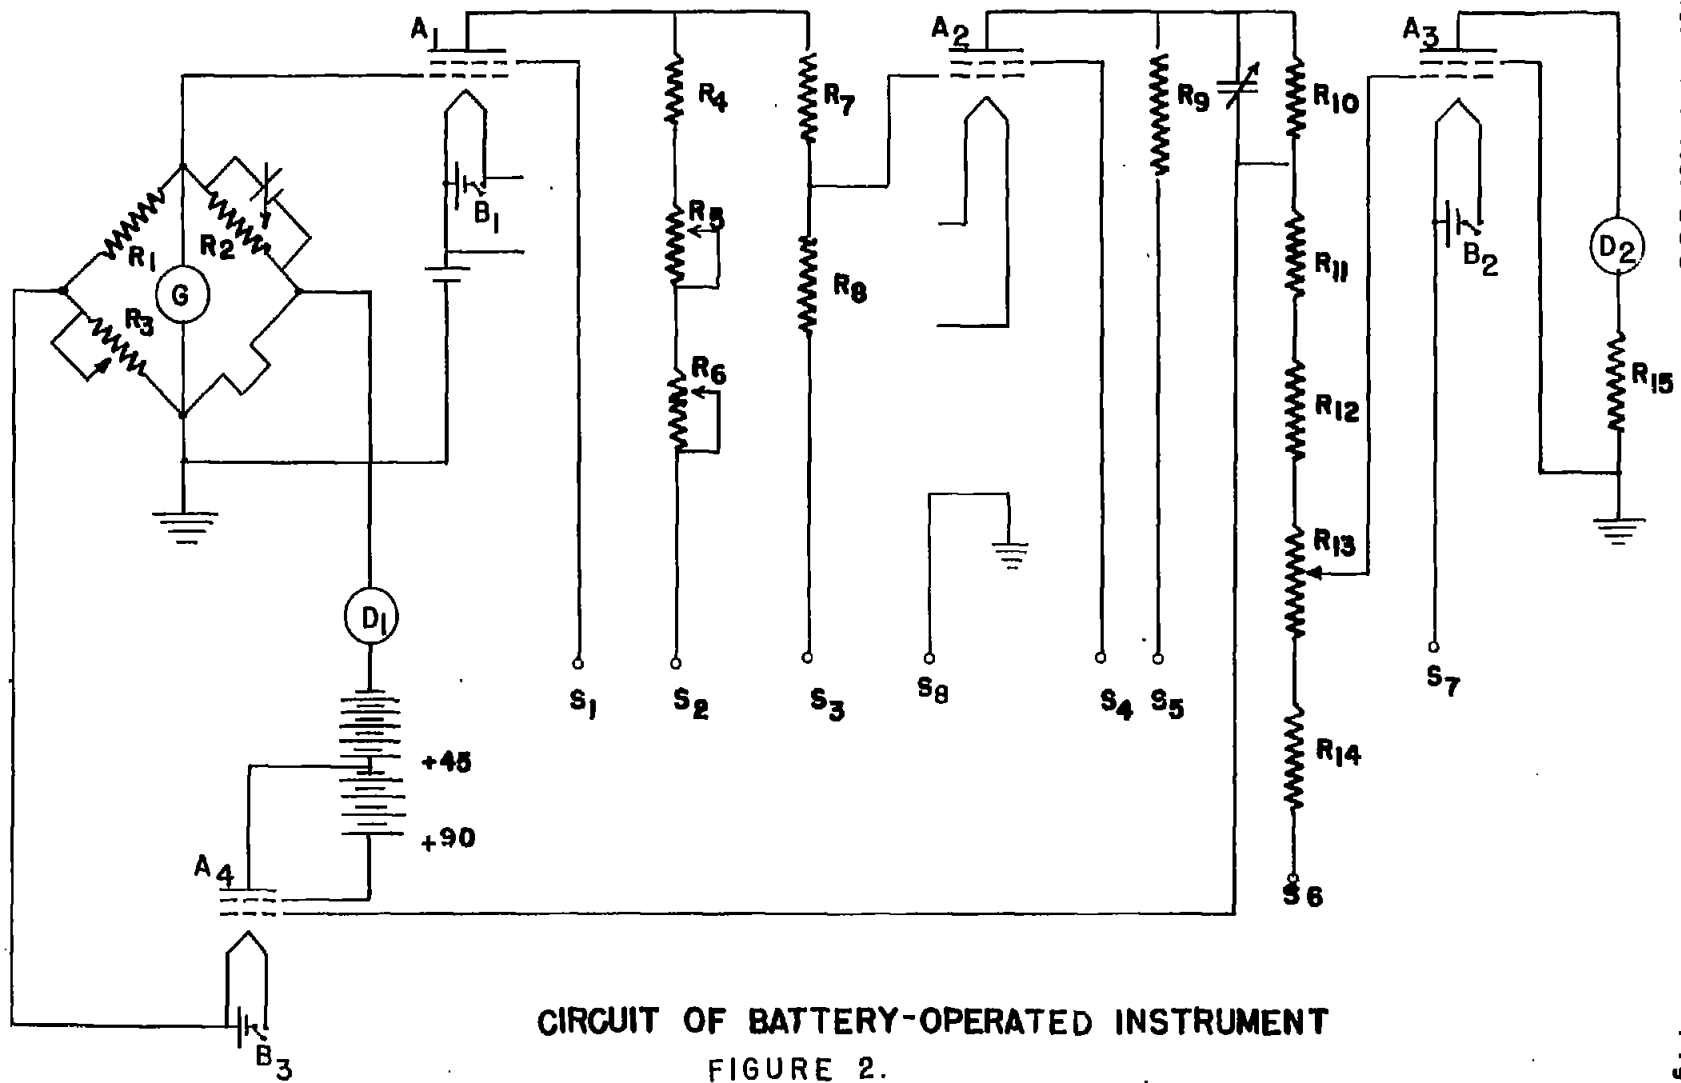 A1
A2
A3
R4
R7
R9
R10
B1
R5
R1
R2
G
R3
R8
R11
B2
D2
R6
R12
R15
R13
D1
S1
S2
S3
S8
S4
S5
S7
+45
+90
R14
A4
S6
B3
CIRCUIT OF BATTERY-OPERATED INSTRUMENT
FIGURE 2.